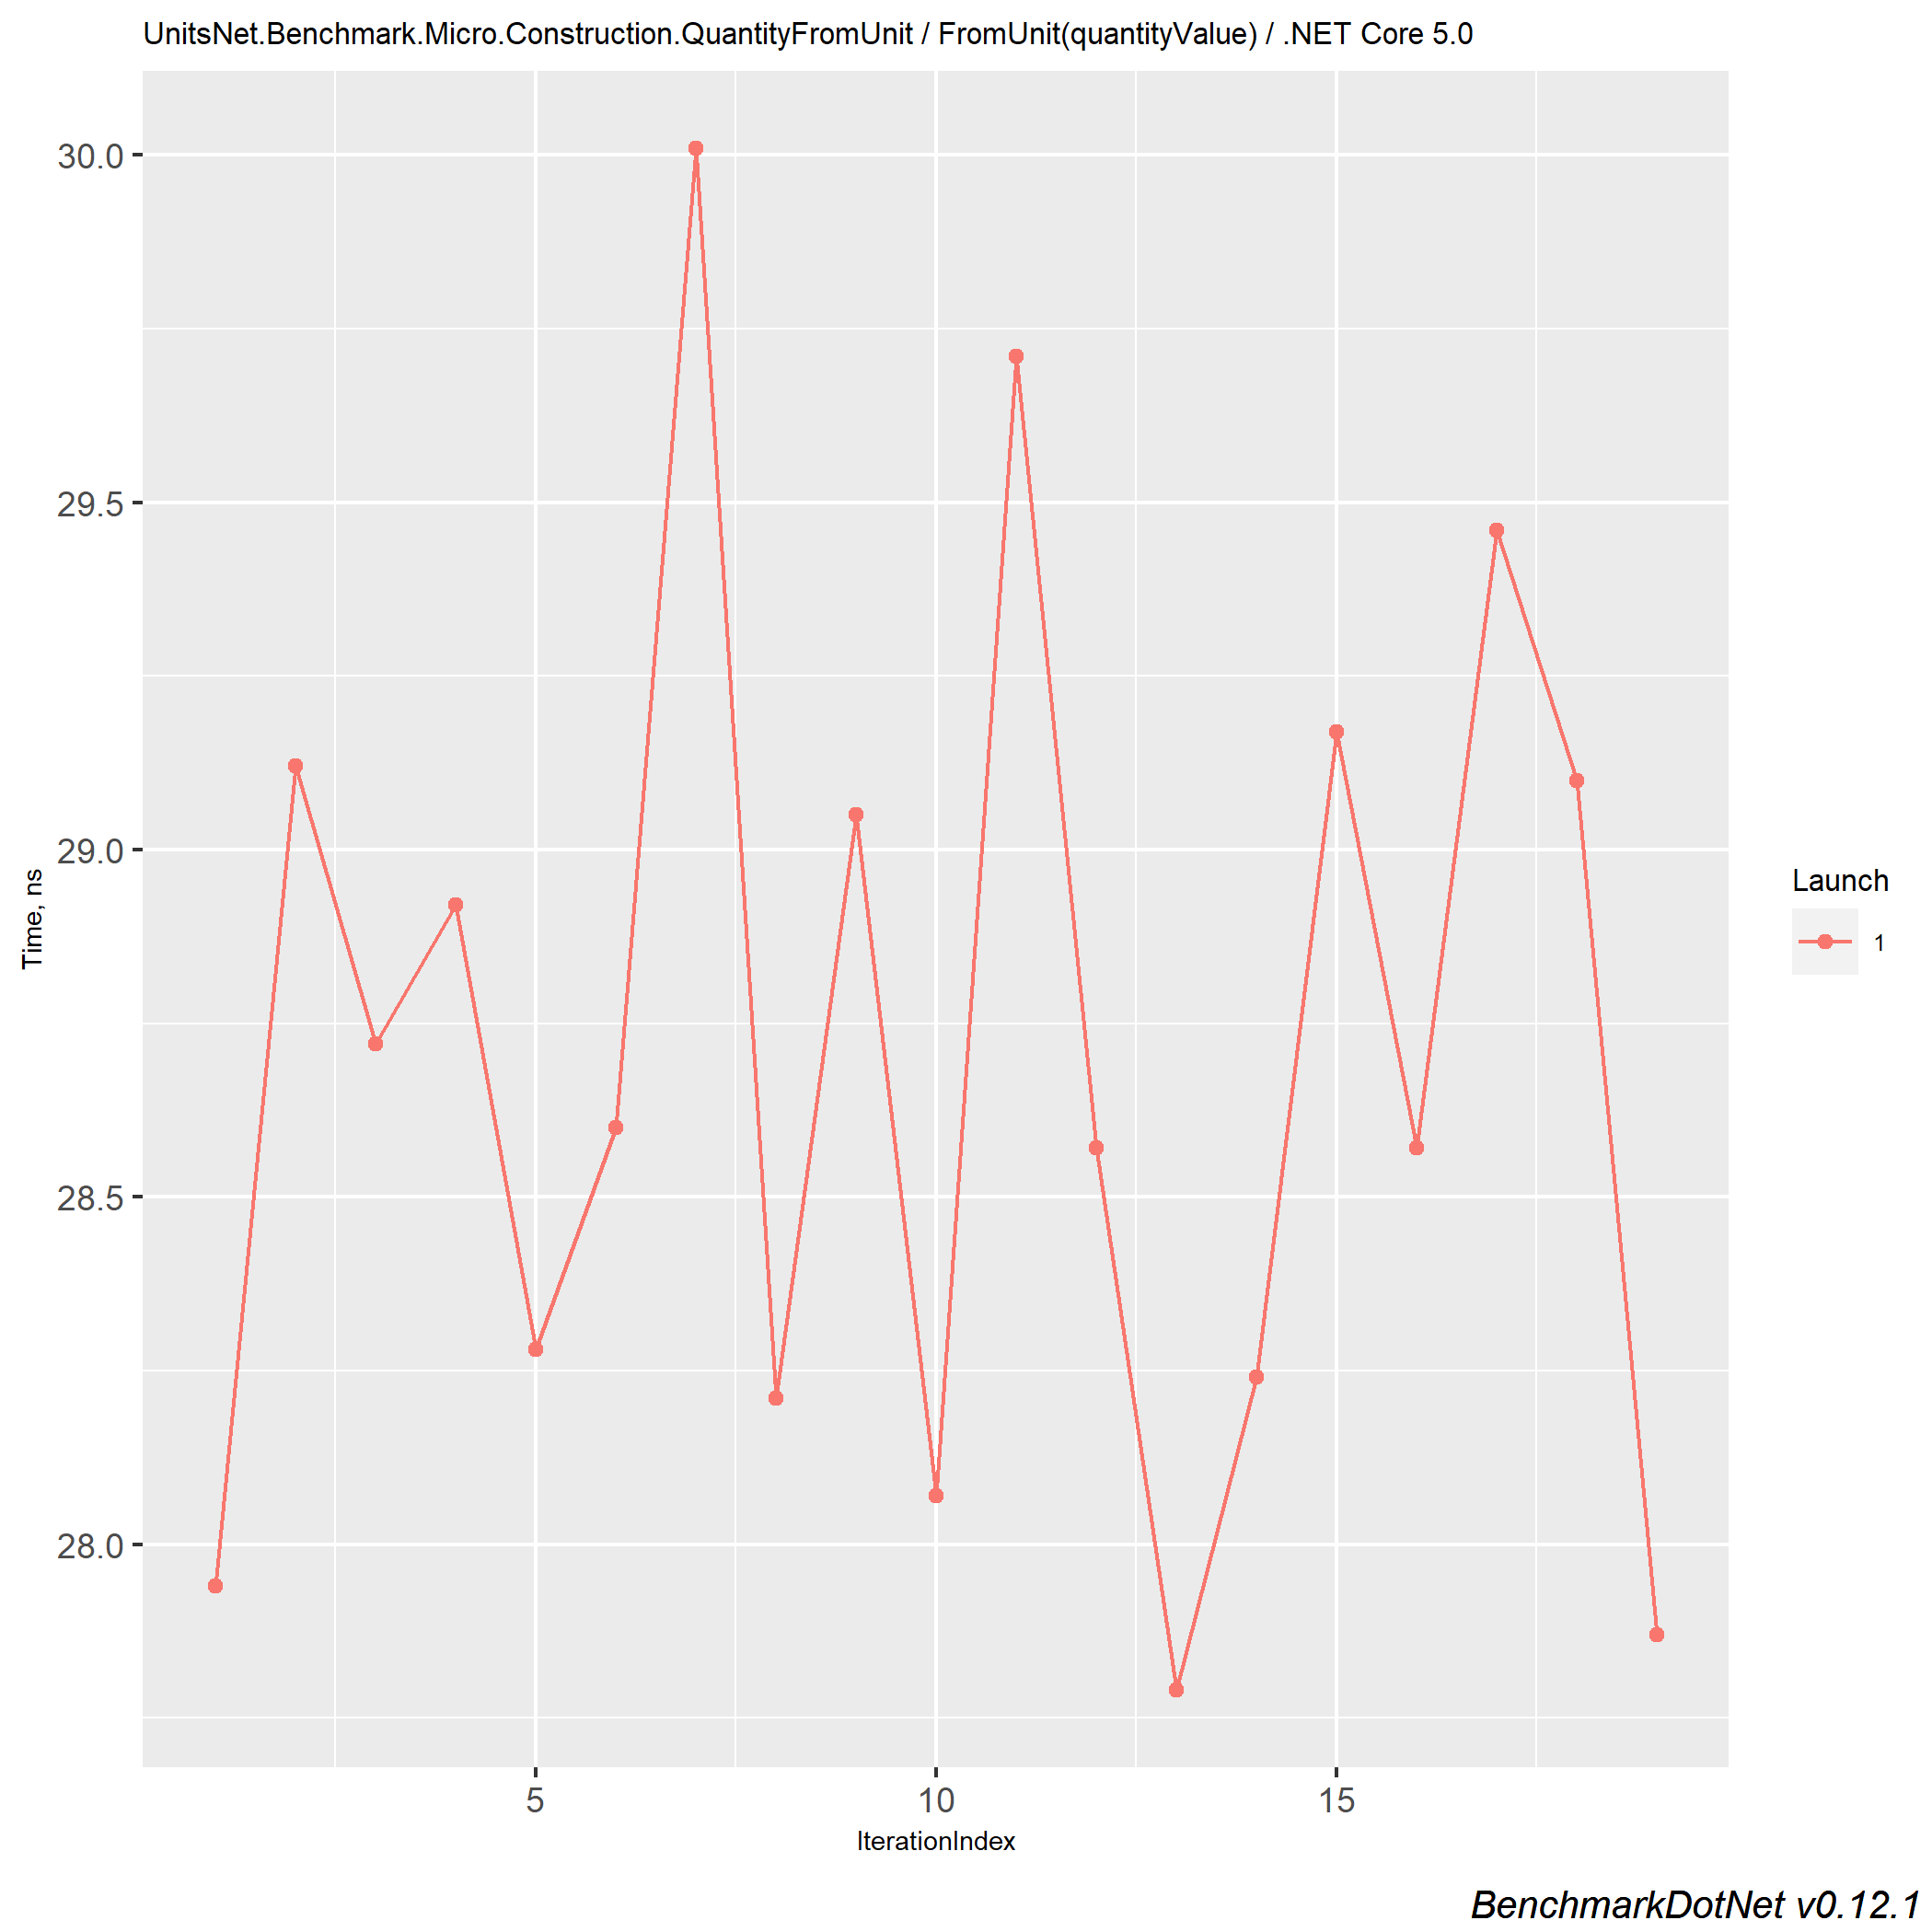 UnitsNet.Benchmark.Micro.Construction.QuantityFromUnit / FromUnit(quantityValue) / .NET Core 5.0
30.0
29.5
29.0
28.5
28.0
Time, ns
5
10
15
IterationIndex
Launch
1
BenchmarkDotNet v0.12.1